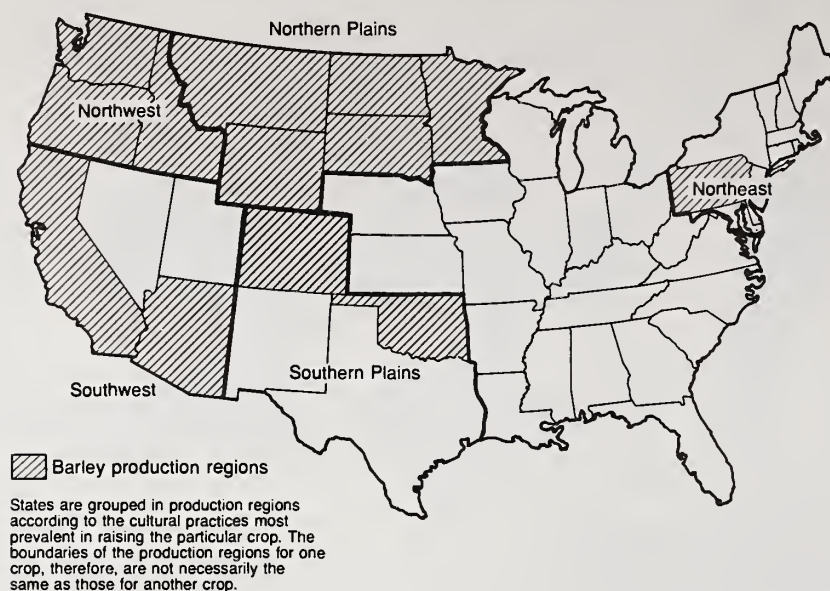 Northern Plains
Northwest
Northeast
Southern Plains
Southwest
Barley production regions
States are grouped in production regions
according to the cultural practices most
prevalent in raising the particular crop. The
boundaries of the production regions for one
crop, therefore, are not necessarily the
same as those for another crop.